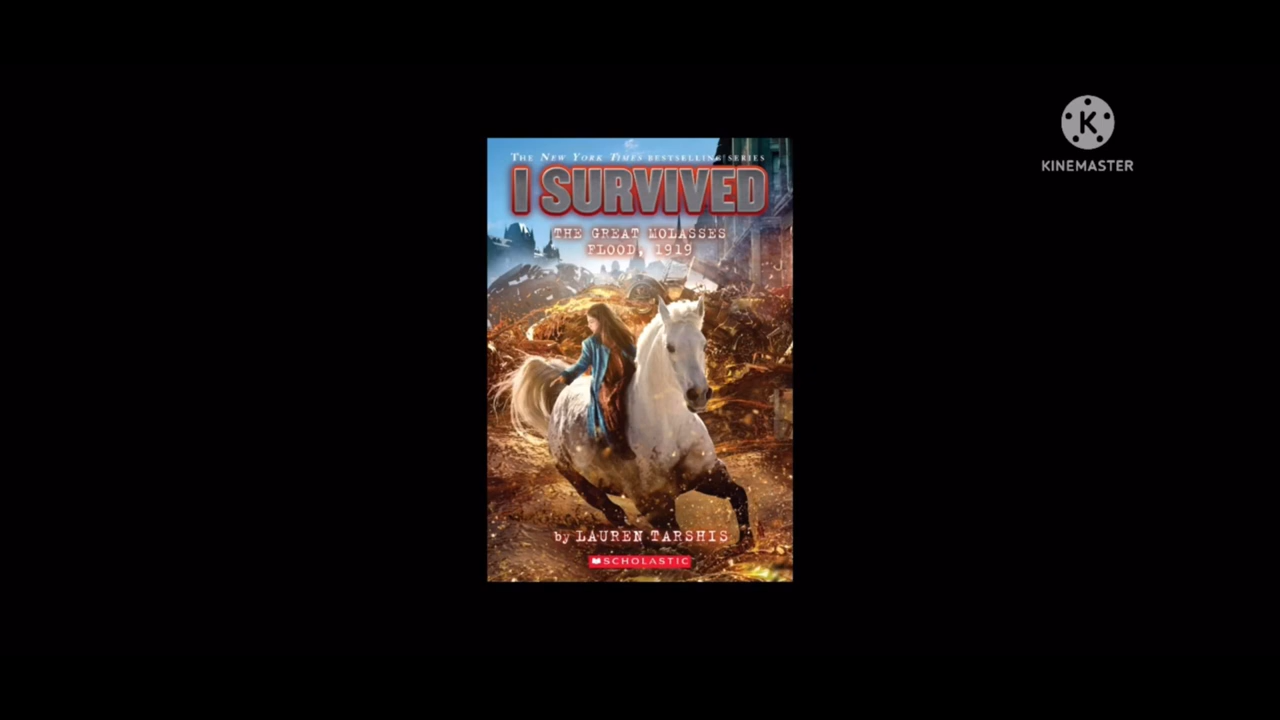 THE NEW YORK TIMES BESTSELLING SERIES
I SURVIVED
THE GREAT MOLASSES
FLOOD, 1919
by LAUREN TARSHIS
SCHOLASTIC
K
KINEMASTER